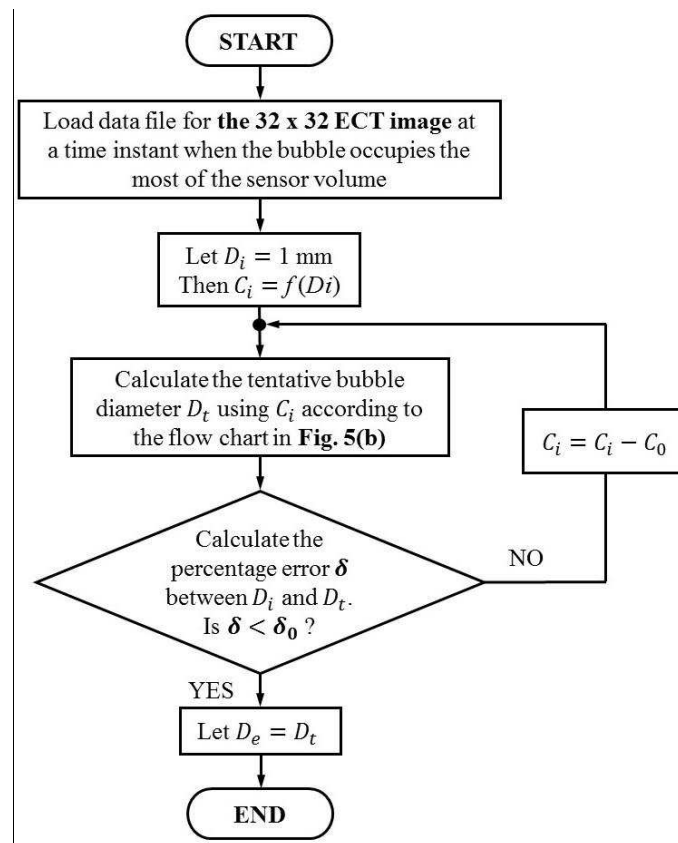 START
Load data file for the 32 x 32 ECT image at
a time instant when the bubble occupies the
most of the sensor volume
Let D_i = 1 mm
Then C_i = f(Di)
Calculate the tentative bubble
diameter D_t using C_i according to
the flow chart in Fig. 5(b)
C_i = C_i − C_0
Calculate the
percentage error δ
between D_i and D_t.
Is δ < δ_0 ?
NO
YES
Let D_e = D_t
END